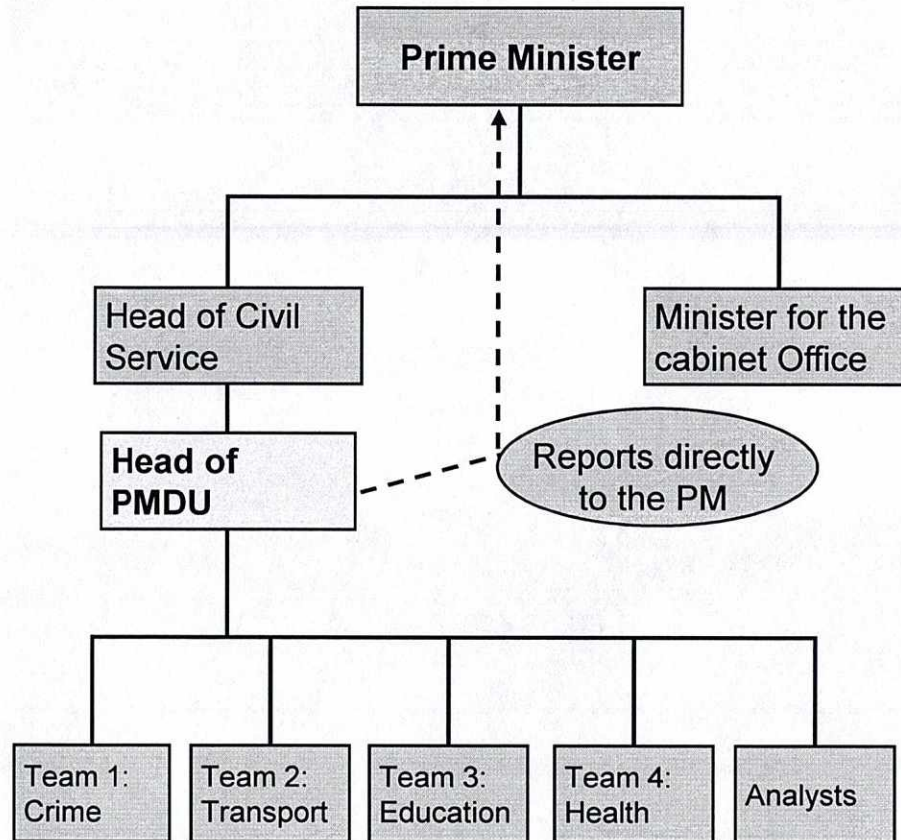 Prime Minister
Head of Civil
Service
Minister for the
cabinet Office
Head of
PMDU
Reports directly
to the PM
Team 1:
Crime
Team 2:
Transport
Team 3:
Education
Team 4:
Health
Analysts